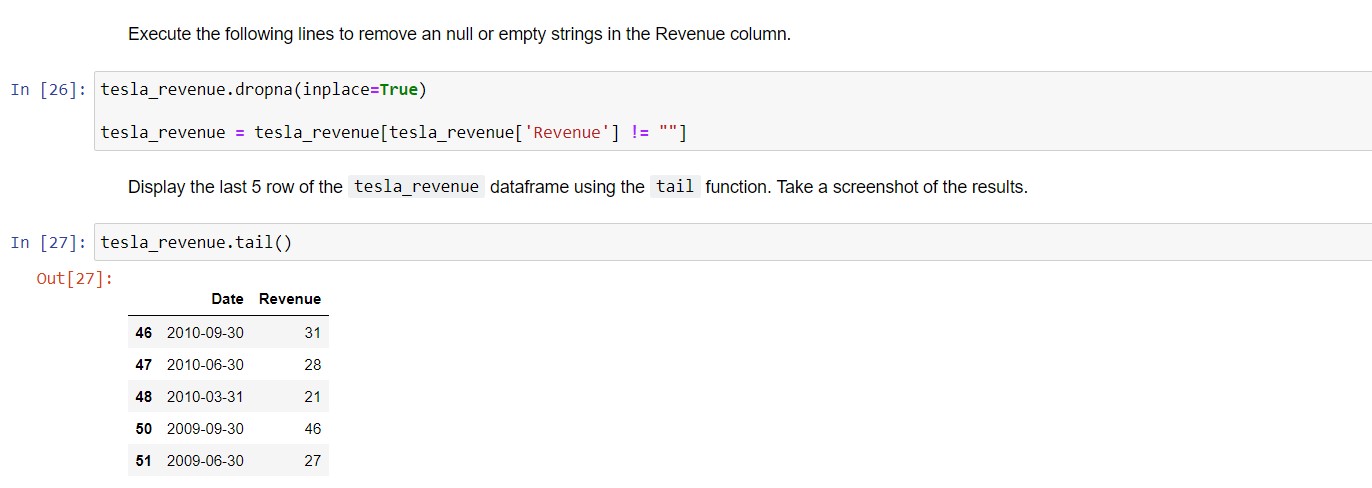 Execute the following lines to remove an null or empty strings in the Revenue column.
In [26]: tesla_revenue.dropna(inplace=True)
tesla_revenue = tesla_revenue[tesla_revenue['Revenue'] != ""]
Display the last 5 row of the tesla_revenue dataframe using the tail function. Take a screenshot of the results.
In [27]: tesla_revenue.tail()
Out[27]:
Date Revenue
46 2010-09-30 31
47 2010-06-30 28
48 2010-03-31 21
50 2009-09-30 46
51 2009-06-30 27